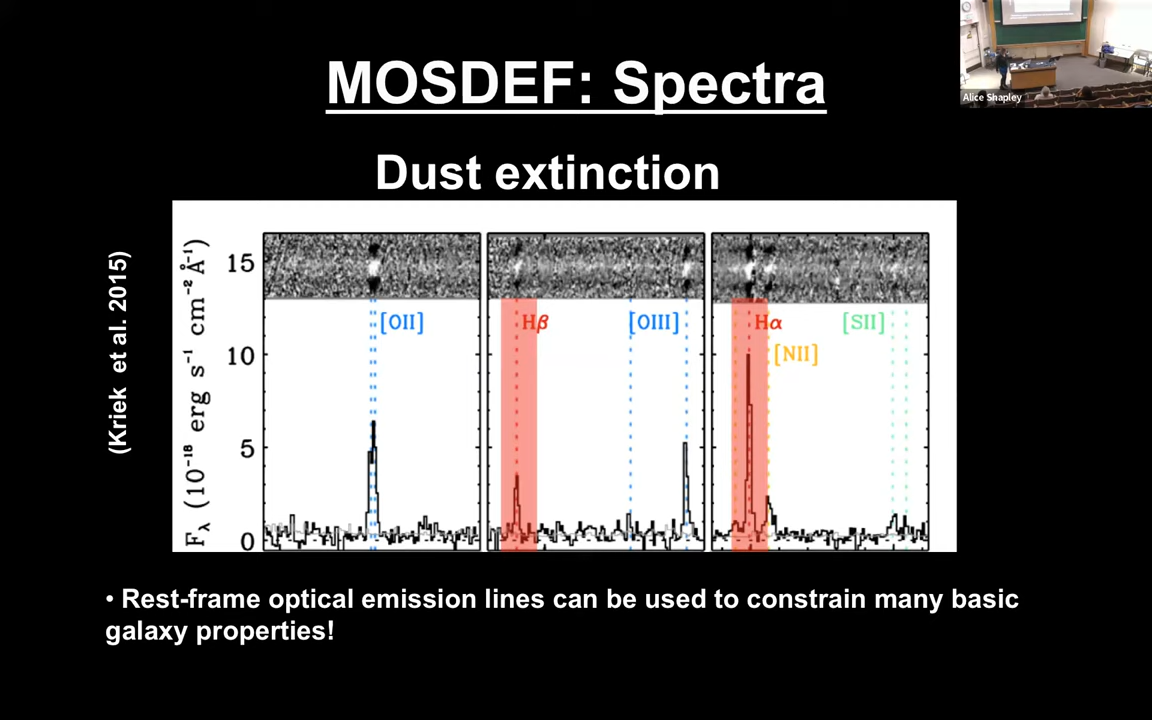 MOSDEF: Spectra
Alice Shapley
Dust extinction
(Kriek et al. 2015)
F_λ (10⁻¹⁸ erg s⁻¹ cm⁻² Å⁻¹)
15
10
5
0
[OII]
Hβ
[OIII]
Hα
[NII]
[SII]
• Rest-frame optical emission lines can be used to constrain many basic
galaxy properties!